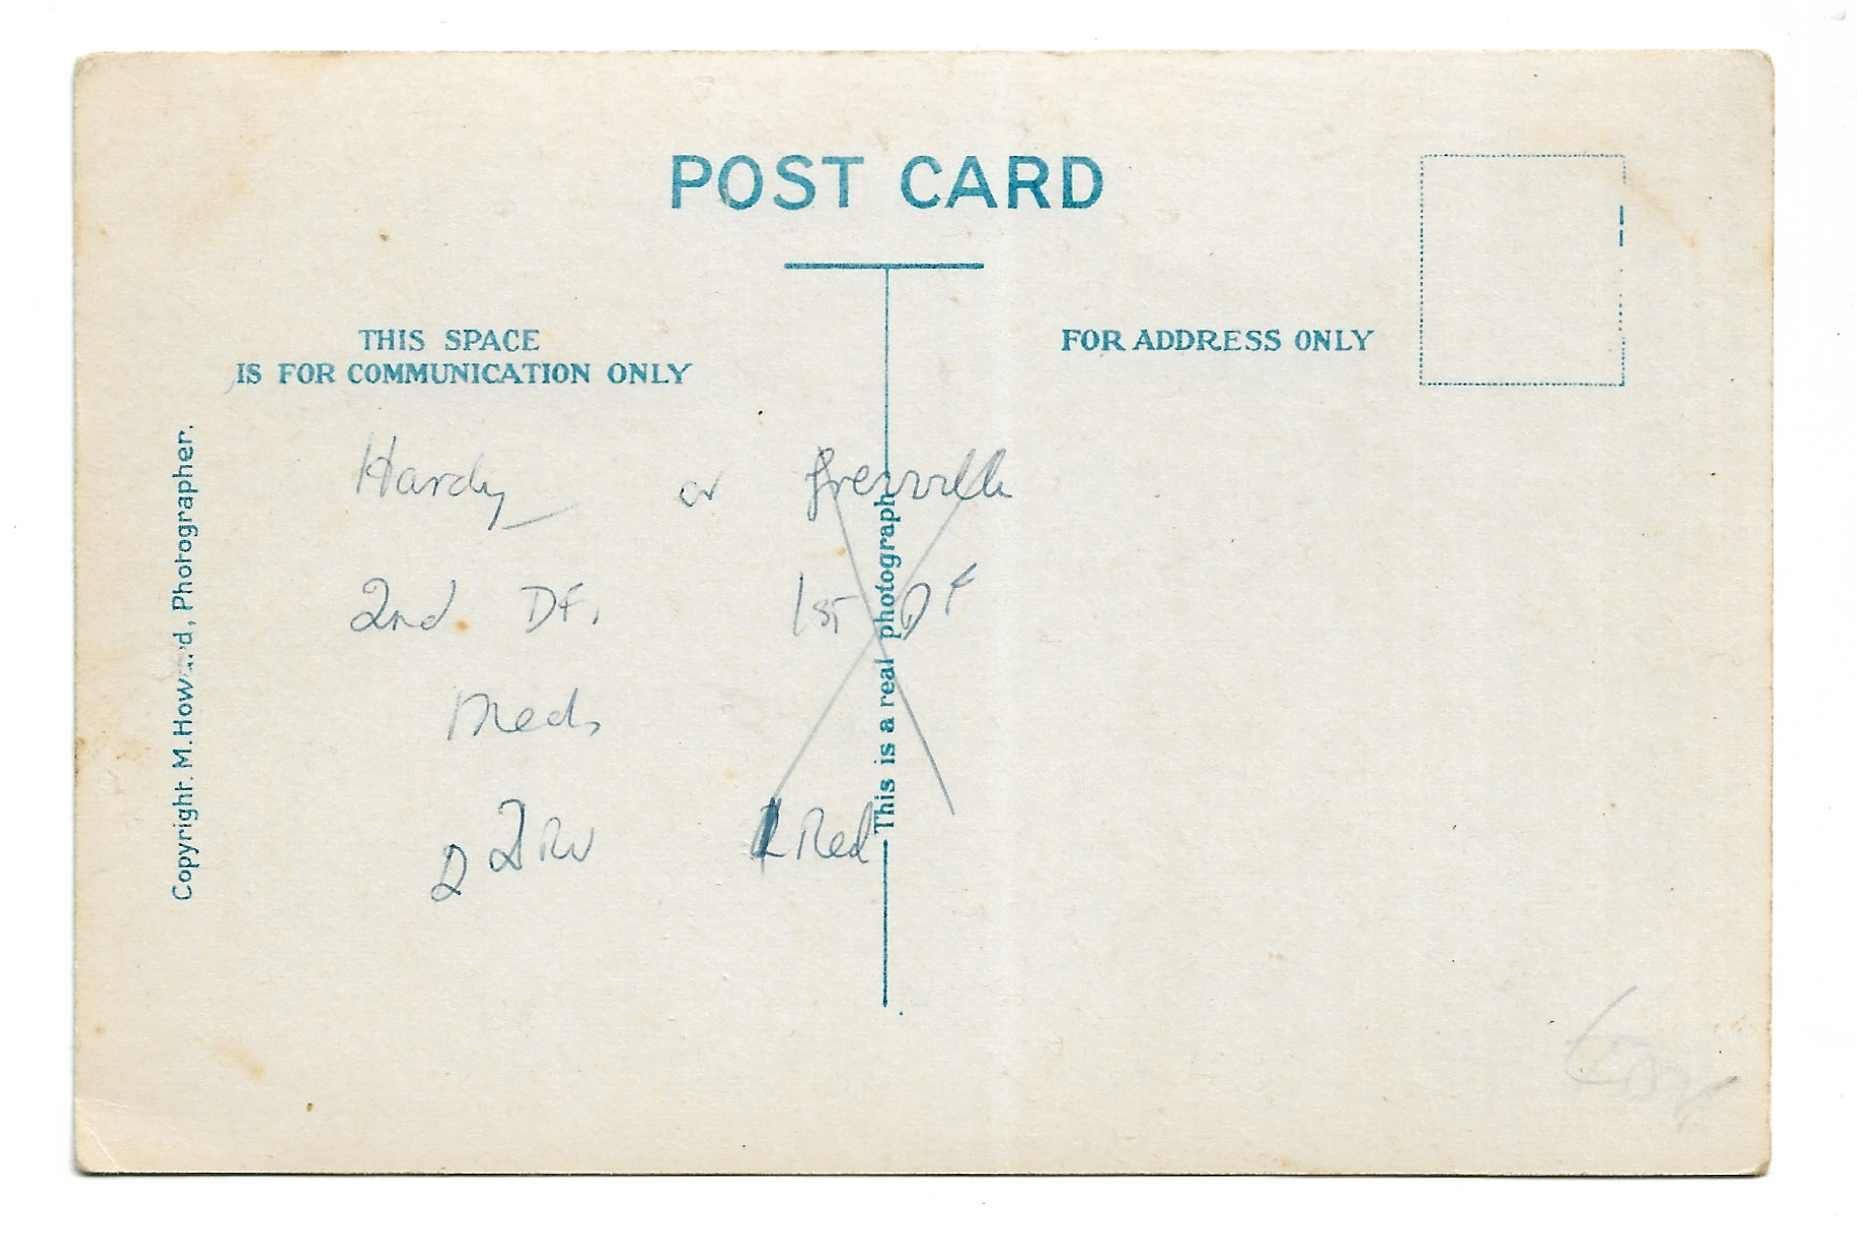 POST CARD
THIS SPACE
IS FOR COMMUNICATION ONLY
FOR ADDRESS ONLY
Hardy or Grenville
2nd DF. 1st DF
Med.
2 Red
This is a real photograph
Copyright. M. Howard, Photographer.